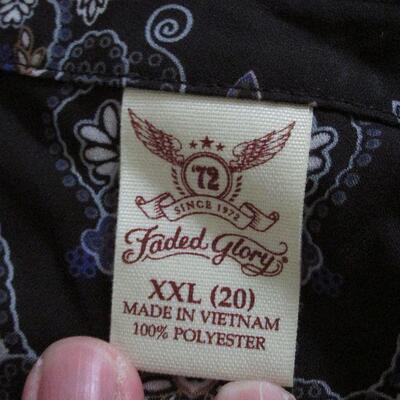 '72
SINCE 1972
Faded Glory®
XXL (20)
MADE IN VIETNAM
100% POLYESTER